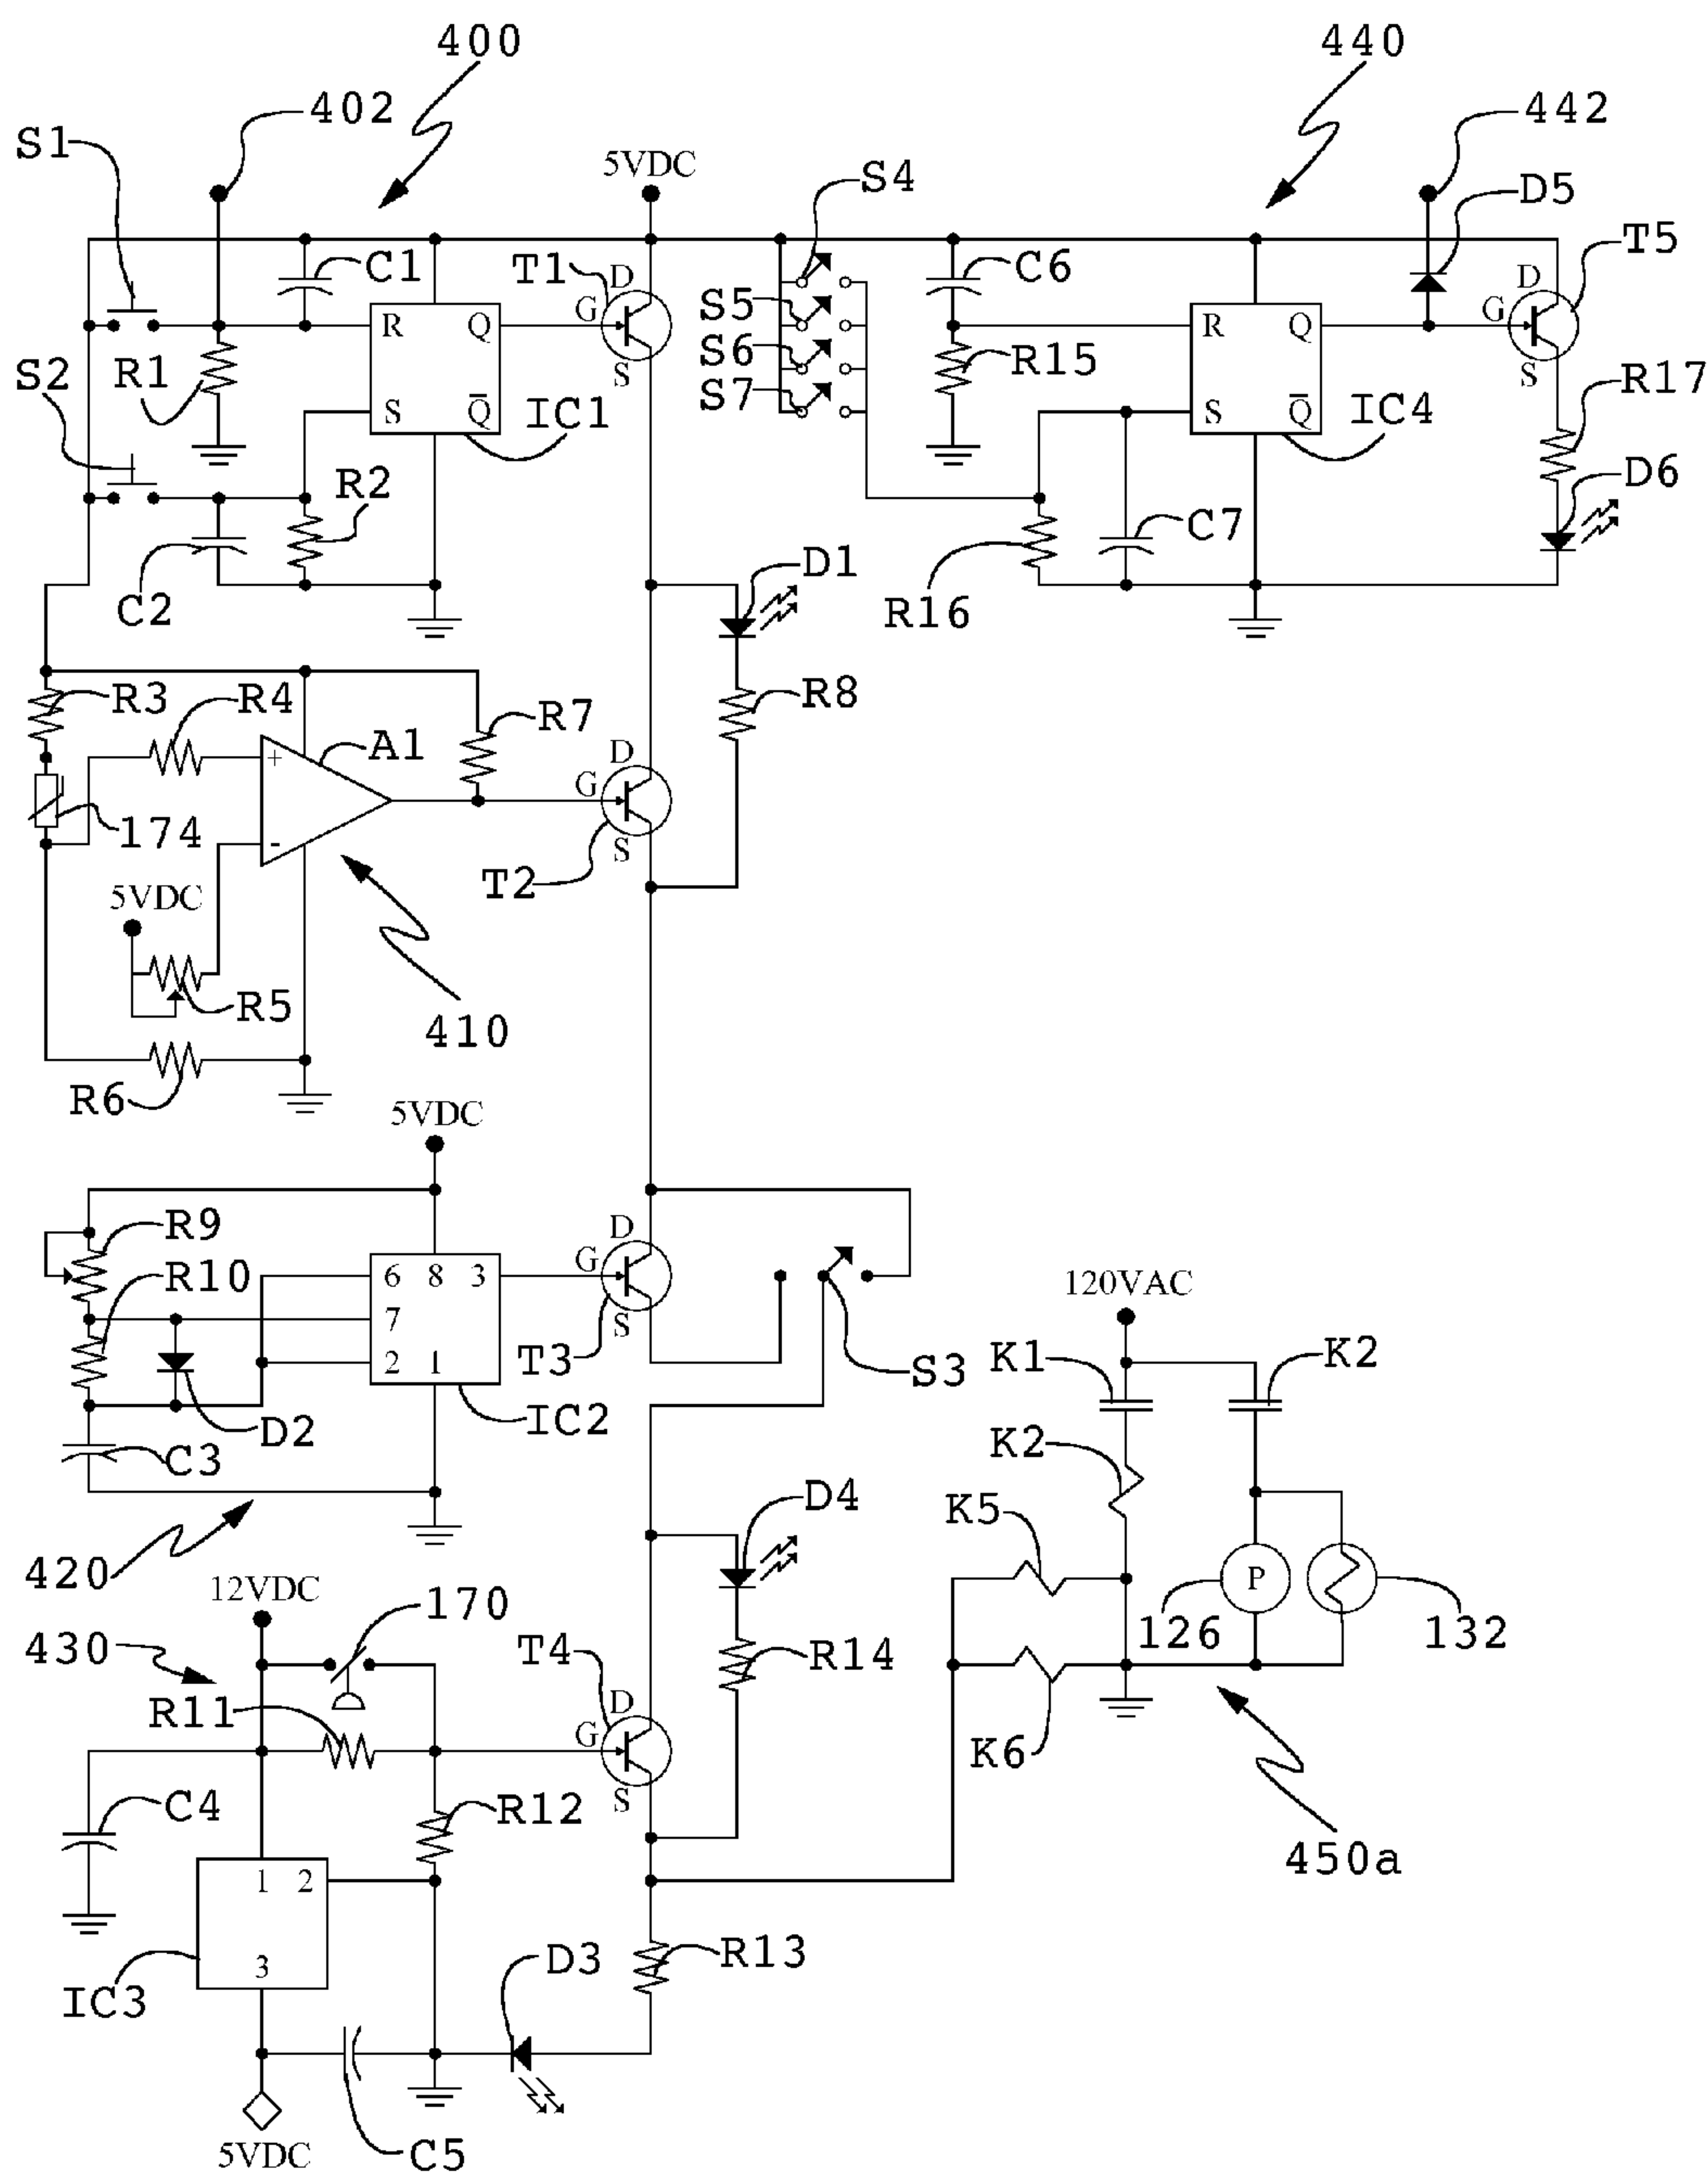 400
440
402
442
S1
5VDC
S4
D5
C1
T1
D
C6
D
T5
G
S5
G
R
Q
R
Q
S2
R1
S6
R15
S
S
R17
S7
S
Q̅
IC1
S
Q̅
IC4
R2
D6
C7
D1
C2
R16
R3
R4
R8
R7
A1
D
+
G
174
-
S
T2
5VDC
R5
410
R6
5VDC
R9
D
R10
G
6
8
3
120VAC
7
S
K1
K2
2
1
T3
S3
IC2
D2
K2
C3
D4
K5
420
12VDC
170
P
430
T4
126
132
R14
R11
D
G
K6
S
C4
R12
450a
1
2
D3
R13
3
IC3
5VDC
C5